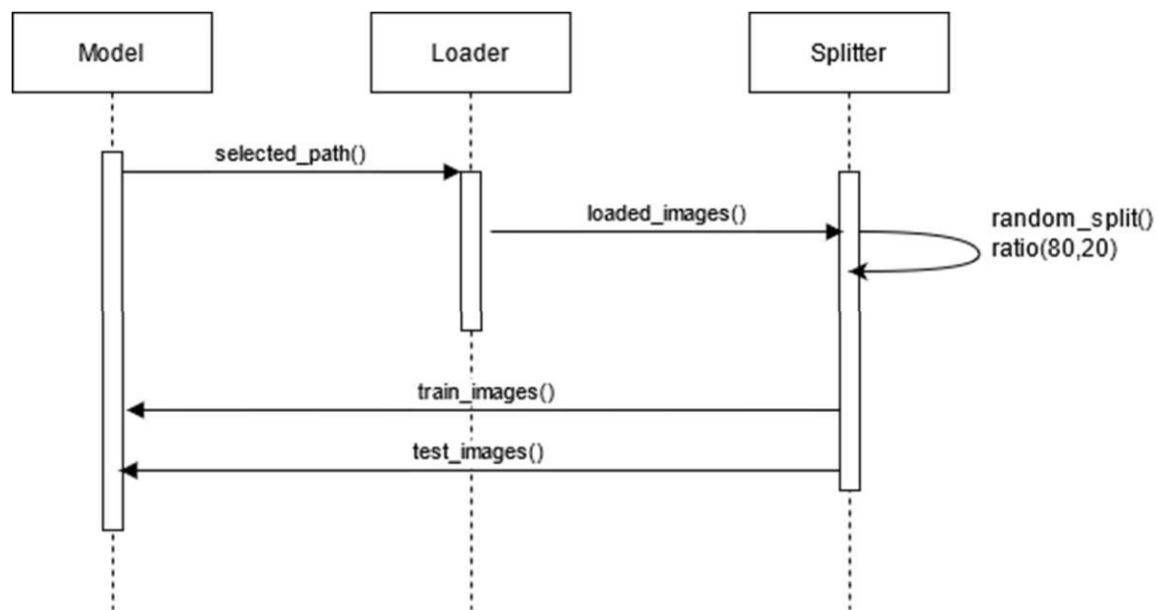 Model
Loader
Splitter
selected_path()
loaded_images()
random_split()
ratio(80,20)
train_images()
test_images()